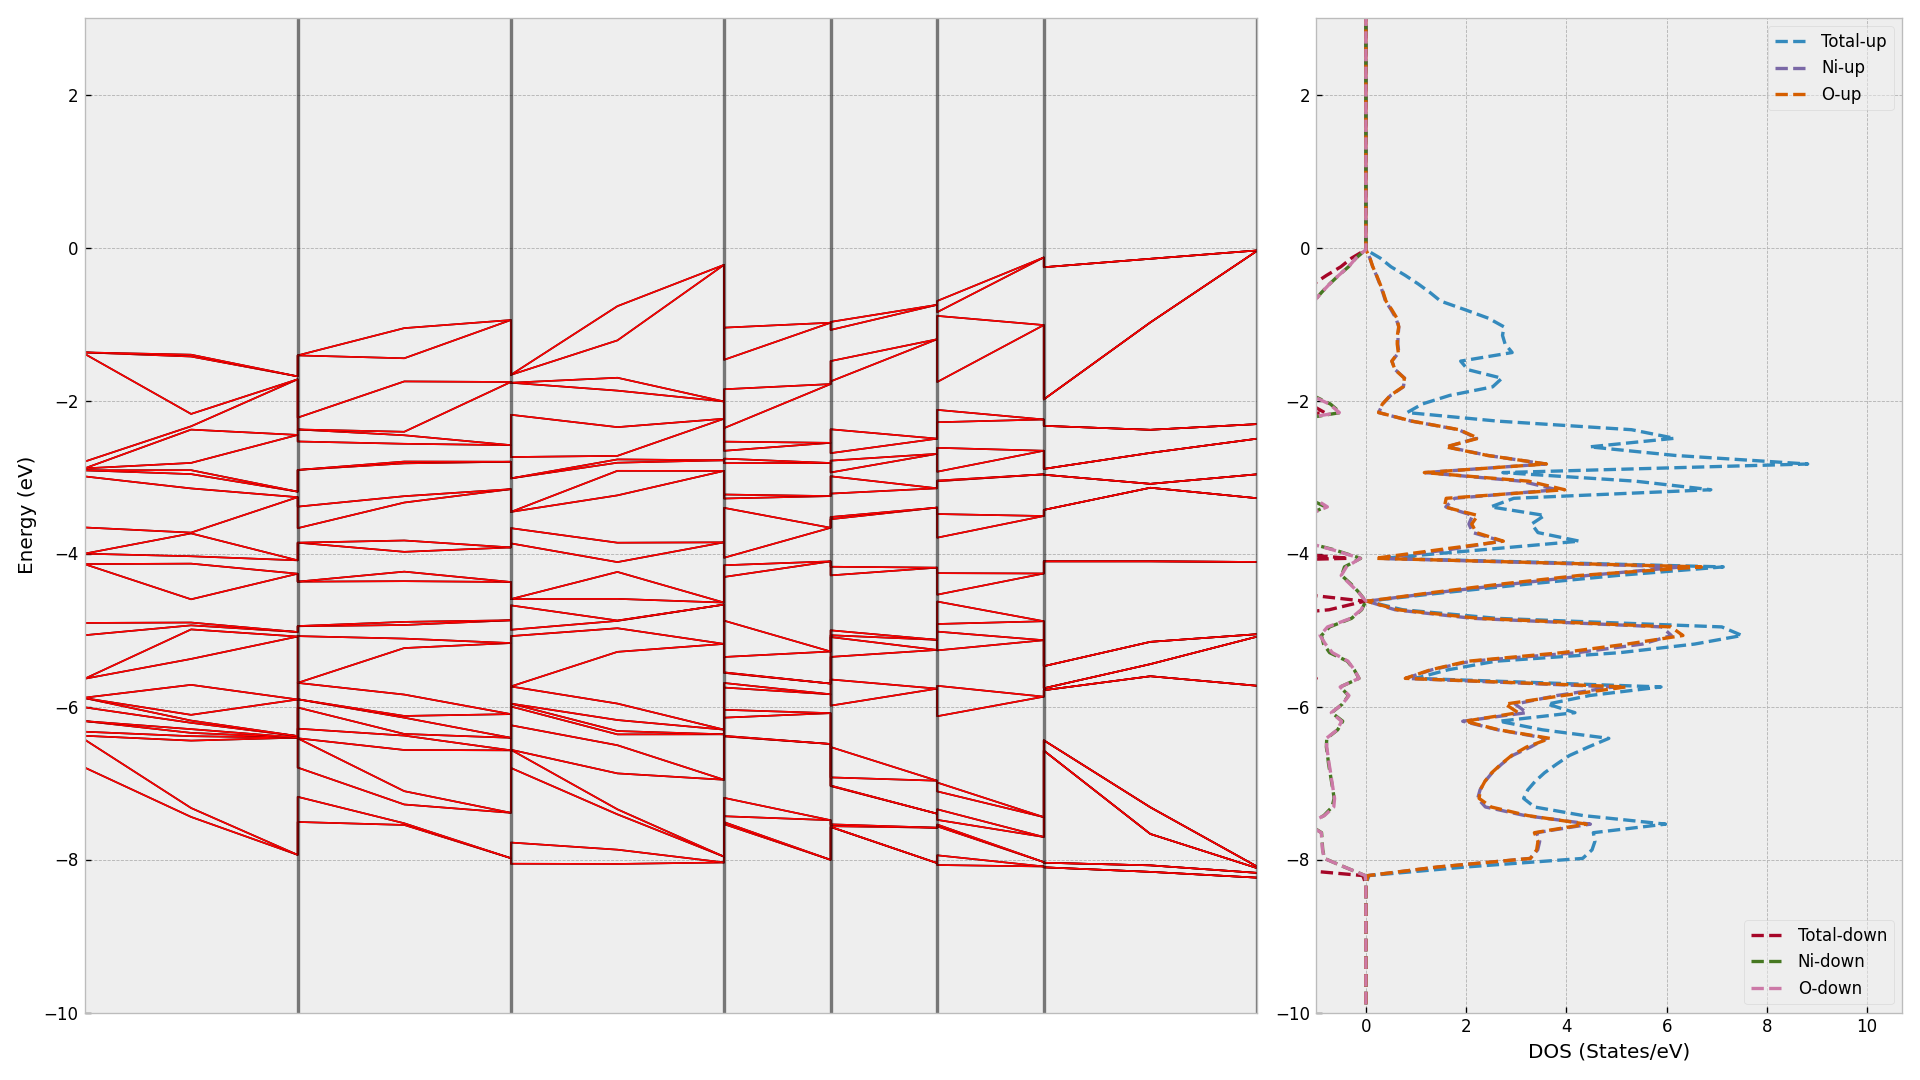 2
0
−2
−4
−6
−8
−10
Energy (eV)
2
0
−2
−4
−6
−8
−10
0 2 4 6 8 10
DOS (States/eV)
Total-up
Ni-up
O-up
Total-down
Ni-down
O-down